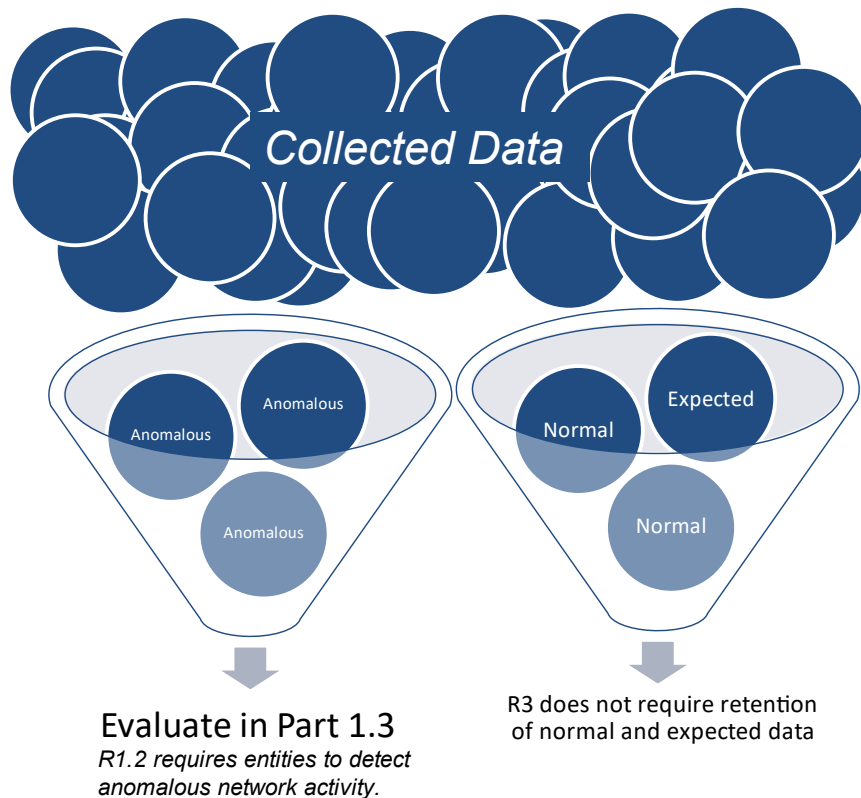 Collected Data
Anomalous
Anomalous
Anomalous
Expected
Normal
Normal
Evaluate in Part 1.3
R1.2 requires entities to detect
anomalous network activity.
R3 does not require retention
of normal and expected data